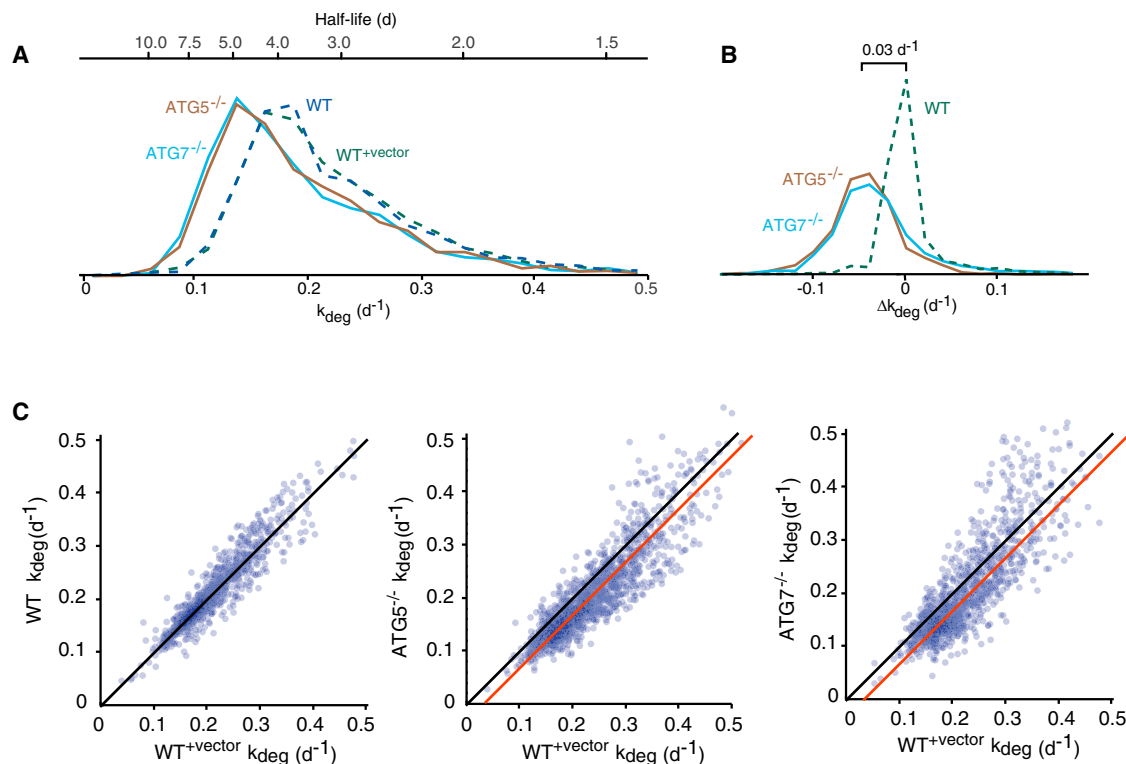 Half-life (d)
A
10.0 7.5 5.0 4.0 3.0 2.0 1.5
ATG5-/-
ATG7-/-
WT
WT+vector
0 0.1 0.2 0.3 0.4 0.5
kdeg (d-1)
B
0.03 d-1
WT
ATG5-/-
ATG7-/-
-0.1 0 0.1
Δkdeg (d-1)
C
WT kdeg(d-1)
0.5
0.4
0.3
0.2
0.1
0
0 0.1 0.2 0.3 0.4 0.5
WT+vector kdeg (d-1)
ATG5-/- kdeg(d-1)
0.5
0.4
0.3
0.2
0.1
0
0 0.1 0.2 0.3 0.4 0.5
WT+vector kdeg (d-1)
ATG7-/- kdeg(d-1)
0.5
0.4
0.3
0.2
0.1
0
0 0.1 0.2 0.3 0.4 0.5
WT+vector kdeg (d-1)